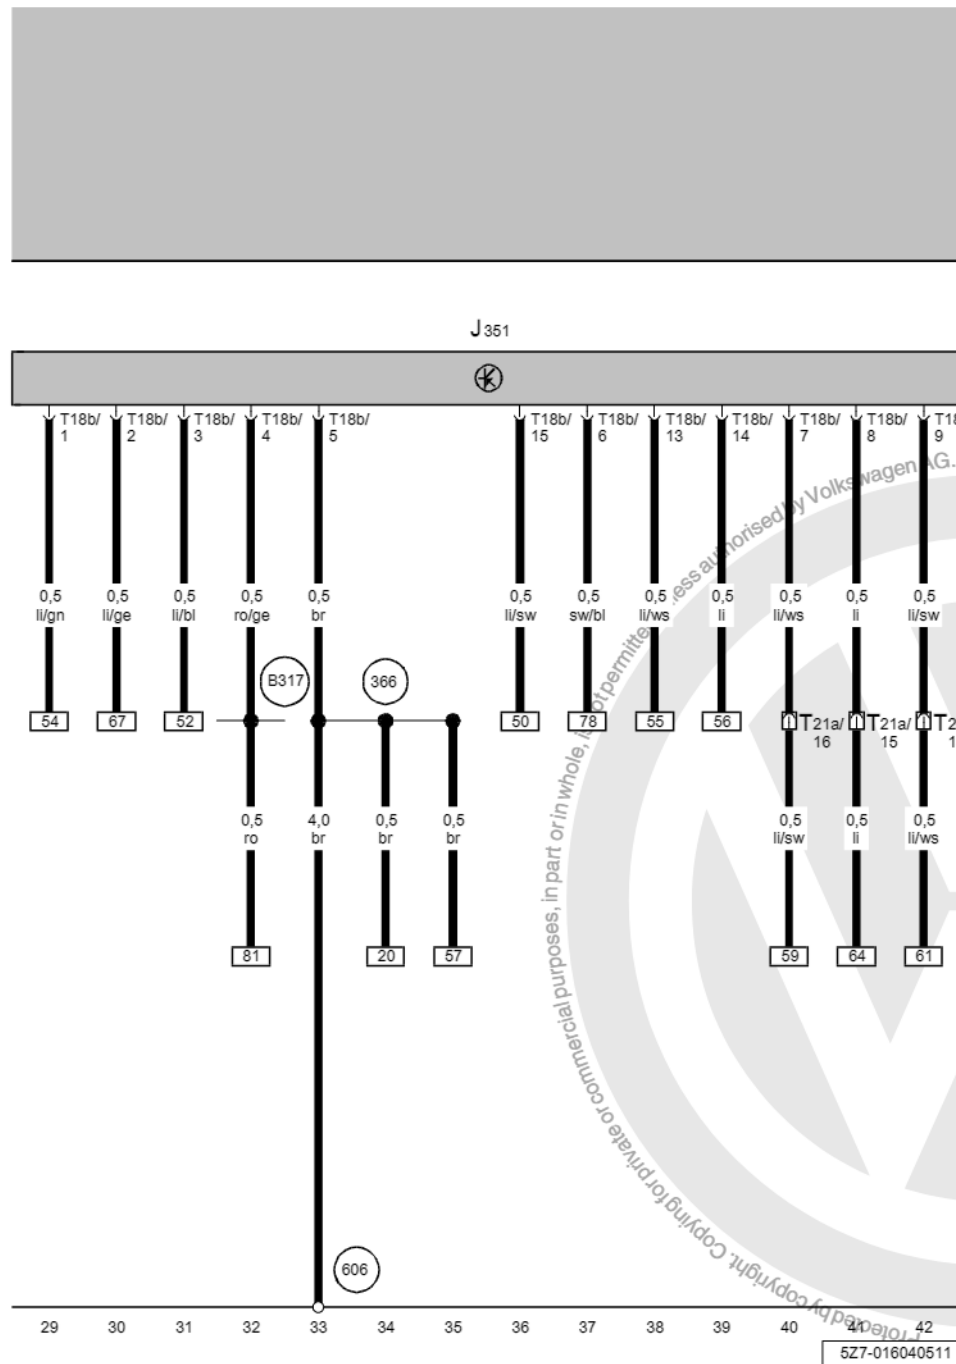 J 351
T18b/ T18b/ T18b/ T18b/ T18b/ T18b/ T18b/ T18b/ T18b/ T18b/ T18b/ T18
1 2 3 4 5 15 6 13 14 7 8 9
0,5 0,5 0,5 0,5 0,5 0,5 0,5 0,5 0,5 0,5 0,5 0,5
li/gn li/ge li/bl ro/ge br li/sw sw/bl li/ws li li/ws li li/sw
B317 366
54 67 52 50 78 55 56 T21a/ T21a/ T2
16 15 1
0,5 4,0 0,5 0,5 0,5 0,5 0,5
ro br br br li/sw li li/ws
81 20 57 59 64 61
606
29 30 31 32 33 34 35 36 37 38 39 40 41 42
5Z7-016040511
Protected by copyright. Copying for private or commercial purposes, in part or in whole, is not permitted unless authorised by Volkswagen AG.